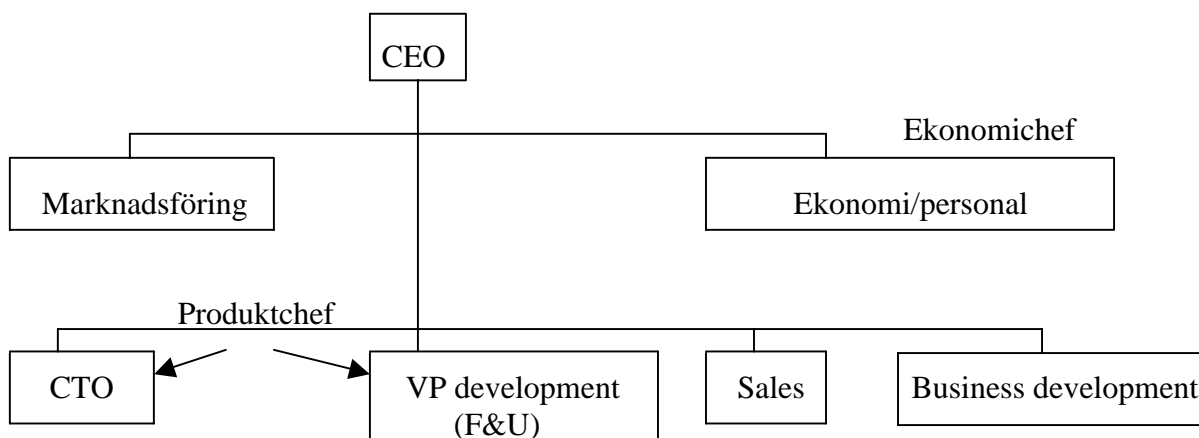 CEO
Ekonomichef
Marknadsföring
Ekonomi/personal
Produktchef
CTO
VP development
(F&U)
Sales
Business development